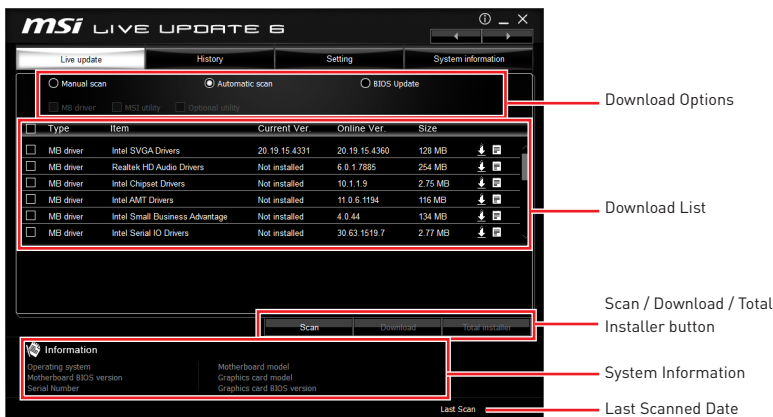 msi LIVE UPDATE 6
Live update History Setting System information
Manual scan Automatic scan BIOS Update
MB driver MSI utility Optional utility
Download Options
Type Item Current Ver. Online Ver. Size
MB driver Intel SVGA Drivers 20.19.15.4331 20.19.15.4360 128 MB
MB driver Realtek HD Audio Drivers Not installed 6.0.1.7885 254 MB
MB driver Intel Chipset Drivers Not installed 10.1.1.9 2.75 MB
MB driver Intel AMT Drivers Not installed 11.0.6.1194 116 MB
MB driver Intel Small Business Advantage Not installed 4.0.44 134 MB
MB driver Intel Serial IO Drivers Not installed 30.63.1519.7 2.77 MB
Download List
Scan Download Total Installer
Scan / Download / Total
Installer button
Information
Operating system Motherboard model
Motherboard BIOS version Graphics card model
Serial Number Graphics card BIOS version
System Information
Last Scan
Last Scanned Date